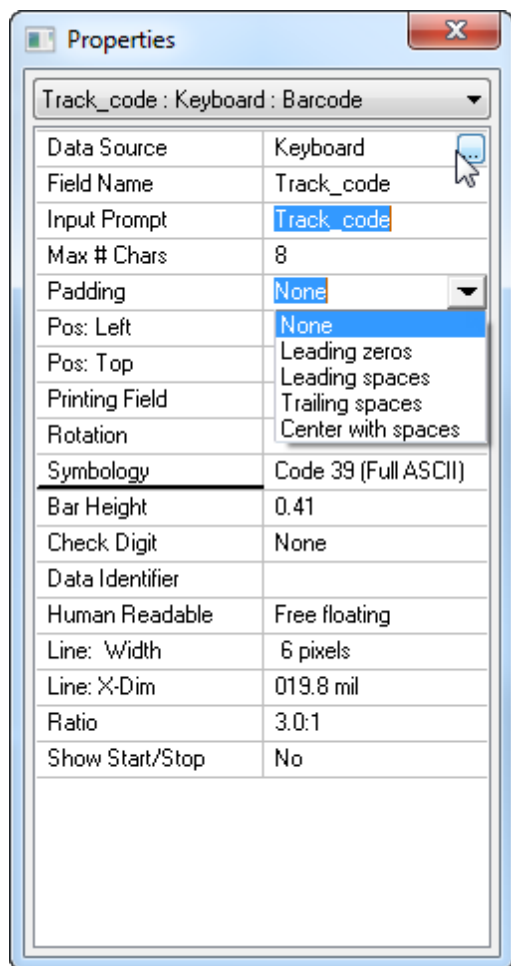 Properties
Track_code : Keyboard : Barcode
Data Source Keyboard ...
Field Name Track_code
Input Prompt Track_code
Max # Chars 8
Padding None
Pos: Left None
Leading zeros
Pos: Top Leading spaces
Printing Field Trailing spaces
Rotation Center with spaces
Symbology Code 39 (Full ASCII)
Bar Height 0.41
Check Digit None
Data Identifier
Human Readable Free floating
Line: Width 6 pixels
Line: X-Dim 019.8 mil
Ratio 3.0:1
Show Start/Stop No